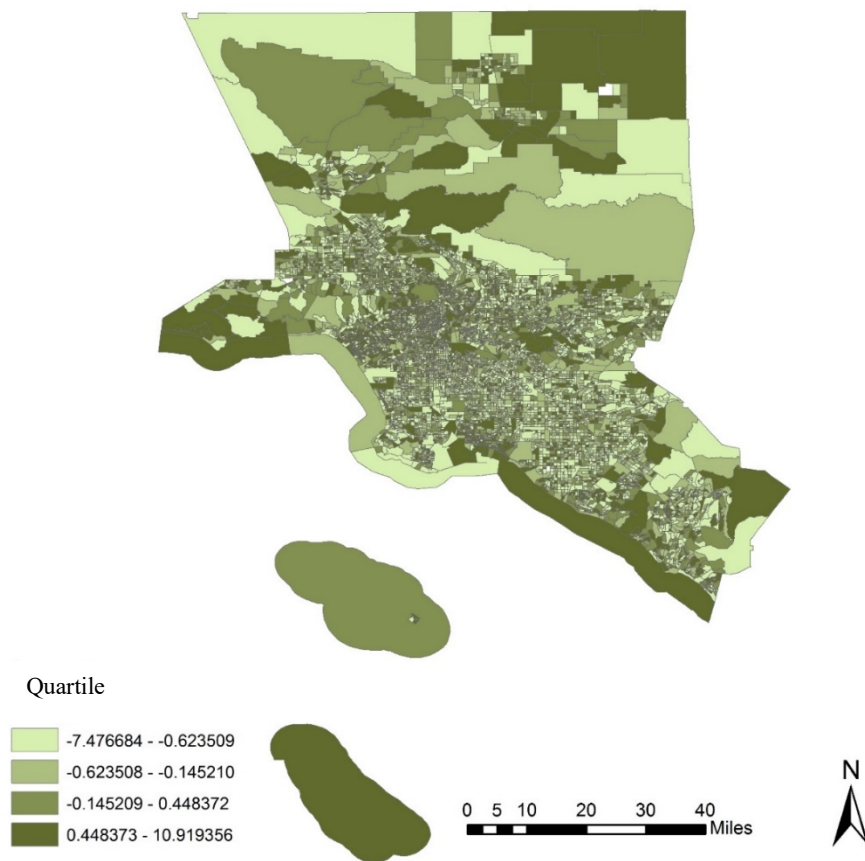 Quartile
-7.476684 - -0.623509
-0.623508 - -0.145210
-0.145209 - 0.448372
0.448373 - 10.919356
0 5 10 20 30 40
Miles
N